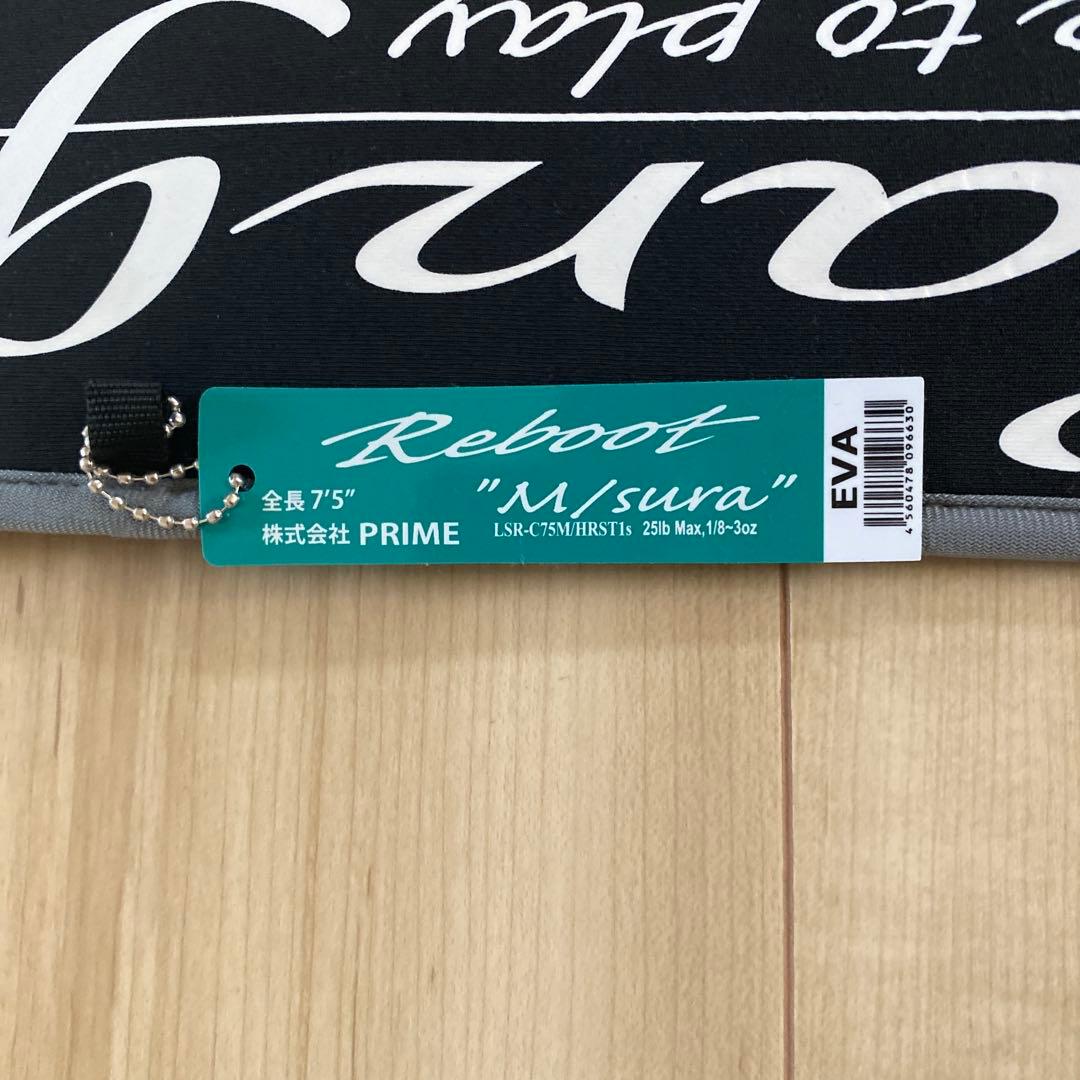 e to play
ang
Reboot
"M/sura"
全長 7'5"
株式会社 PRIME
LSR-C75M/HRST1s 25lb Max,1/8~3oz
EVA
4 560478 096630